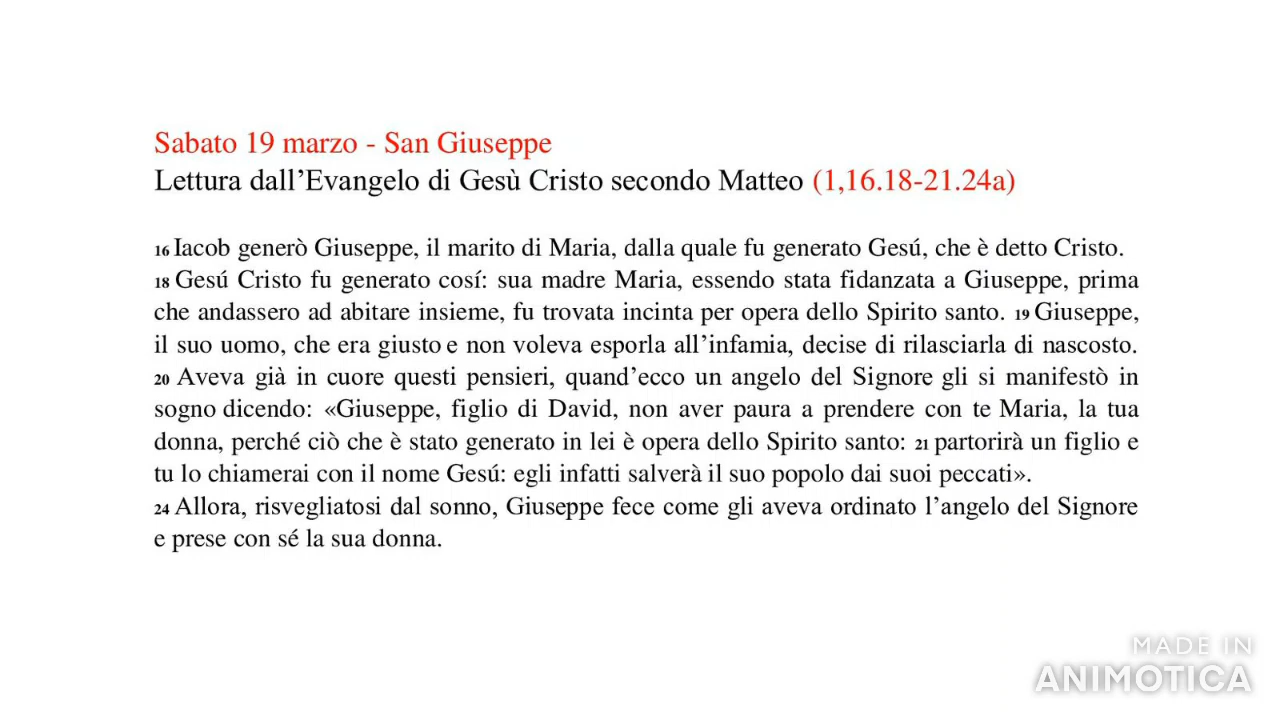 Sabato 19 marzo - San Giuseppe
Lettura dall’Evangelo di Gesù Cristo secondo Matteo (1,16.18-21.24a)
16 Iacob generò Giuseppe, il marito di Maria, dalla quale fu generato Gesú, che è detto Cristo.
18 Gesú Cristo fu generato cosí: sua madre Maria, essendo stata fidanzata a Giuseppe, prima
che andassero ad abitare insieme, fu trovata incinta per opera dello Spirito santo. 19 Giuseppe,
il suo uomo, che era giusto e non voleva esporla all’infamia, decise di rilasciarla di nascosto.
20 Aveva già in cuore questi pensieri, quand’ecco un angelo del Signore gli si manifestò in
sogno dicendo: «Giuseppe, figlio di David, non aver paura a prendere con te Maria, la tua
donna, perché ciò che è stato generato in lei è opera dello Spirito santo: 21 partorirà un figlio e
tu lo chiamerai con il nome Gesú: egli infatti salverà il suo popolo dai suoi peccati».
24 Allora, risvegliatosi dal sonno, Giuseppe fece come gli aveva ordinato l’angelo del Signore
e prese con sé la sua donna.
MADE IN
ANIMOTICA